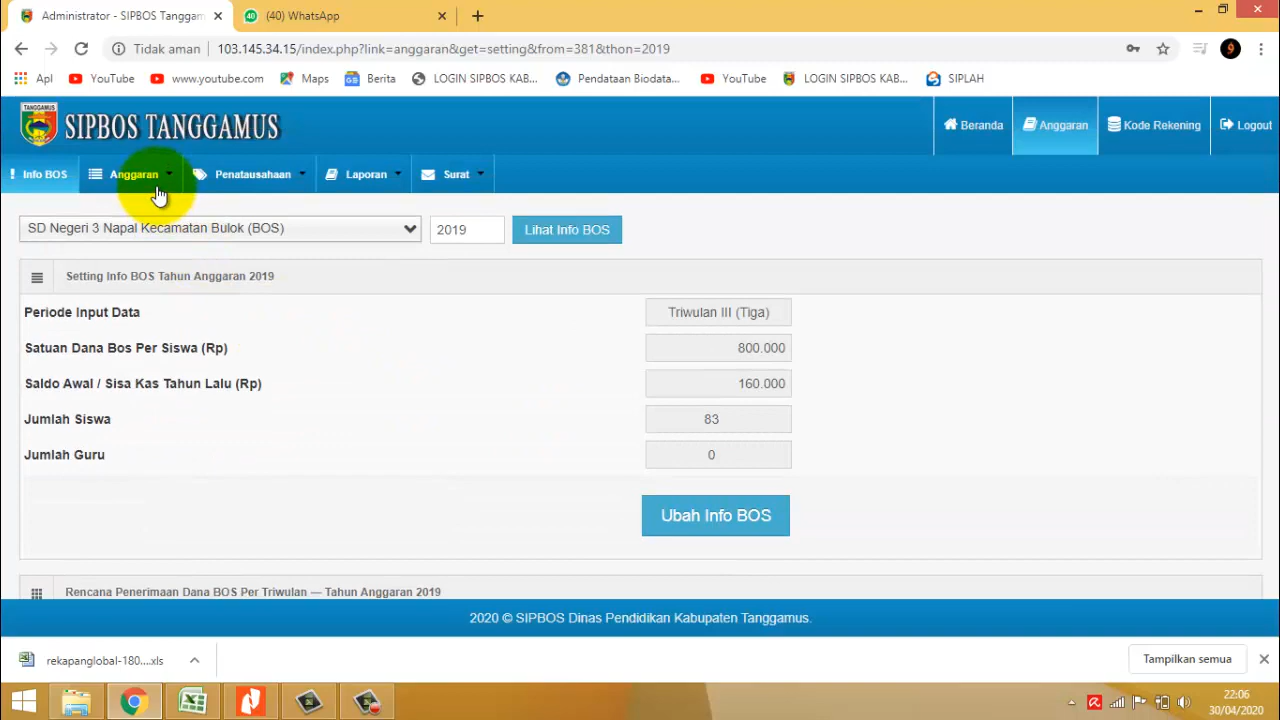 Administrator - SIPBOS Tanggam
(40) WhatsApp
Tidak aman
103.145.34.15/index.php?link=anggaran&get=setting&from=381&thon=2019
Apl
YouTube
www.youtube.com
Maps
Berita
LOGIN SIPBOS KAB...
Pendataan Biodata...
YouTube
LOGIN SIPBOS KAB...
SIPLAH
TANGGAMUS
SIPBOS TANGGAMUS
Beranda
Anggaran
Kode Rekening
Logout
Info BOS
Anggaran
Penatausahaan
Laporan
Surat
SD Negeri 3 Napal Kecamatan Bulok (BOS)
2019
Lihat Info BOS
Setting Info BOS Tahun Anggaran 2019
Periode Input Data
Triwulan III (Tiga)
Satuan Dana Bos Per Siswa (Rp)
800.000
Saldo Awal / Sisa Kas Tahun Lalu (Rp)
160.000
Jumlah Siswa
83
Jumlah Guru
0
Ubah Info BOS
Rencana Penerimaan Dana BOS Per Triwulan — Tahun Anggaran 2019
2020 © SIPBOS Dinas Pendidikan Kabupaten Tanggamus.
rekapanglobal-180....xls
Tampilkan semua
22:06
30/04/2020